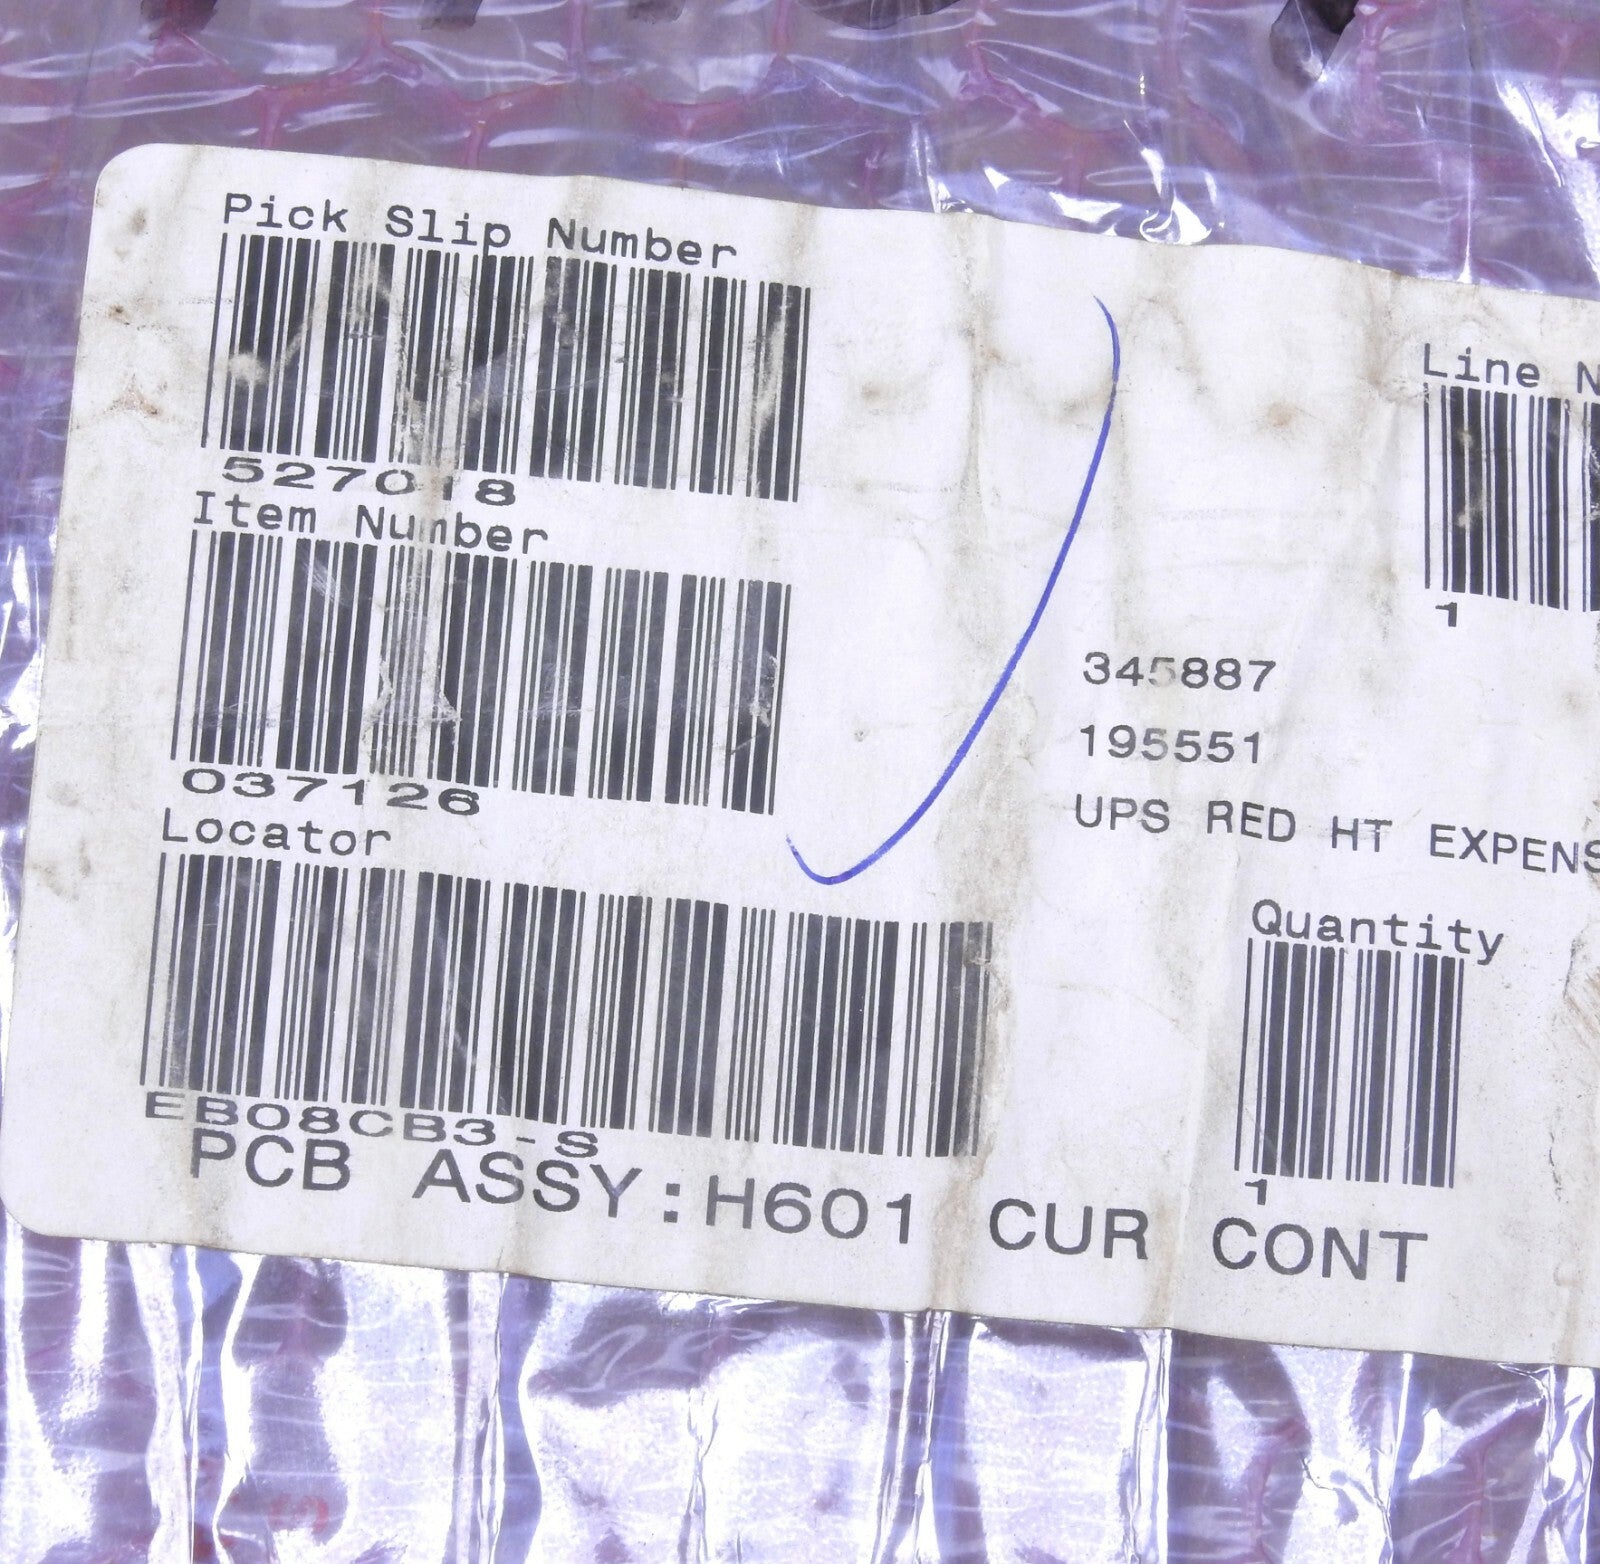 Pick Slip Number
527018
Item Number
037126
Locator
EB08CB3-S
PCB ASSY:H601 CUR CONT
Line
1
345887
195551
UPS RED HT EXPENS
Quantity
1